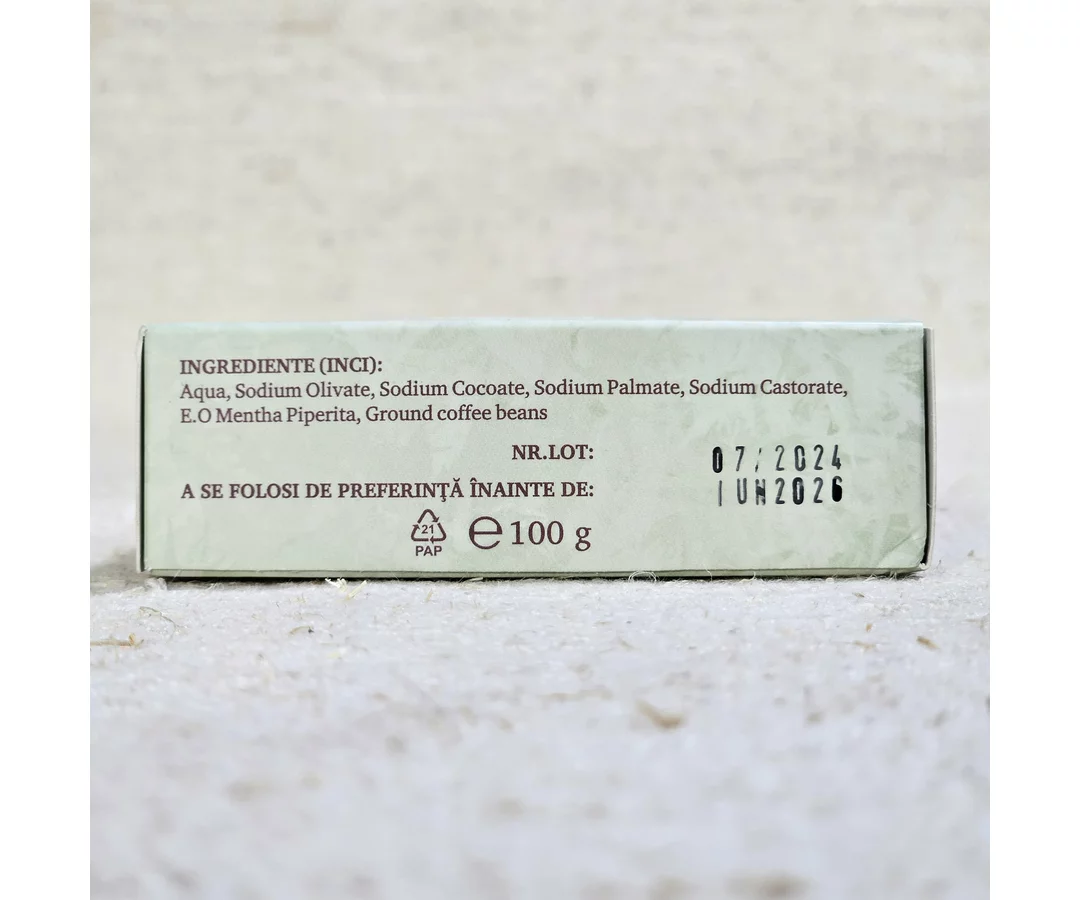 INGREDIENTE (INCI):
Aqua, Sodium Olivate, Sodium Cocoate, Sodium Palmate, Sodium Castorate,
E.O Mentha Piperita, Ground coffee beans
NR.LOT: 07/2024
A SE FOLOSI DE PREFERINŢĂ ÎNAINTE DE: IUN2026
21
PAP
℮ 100 g